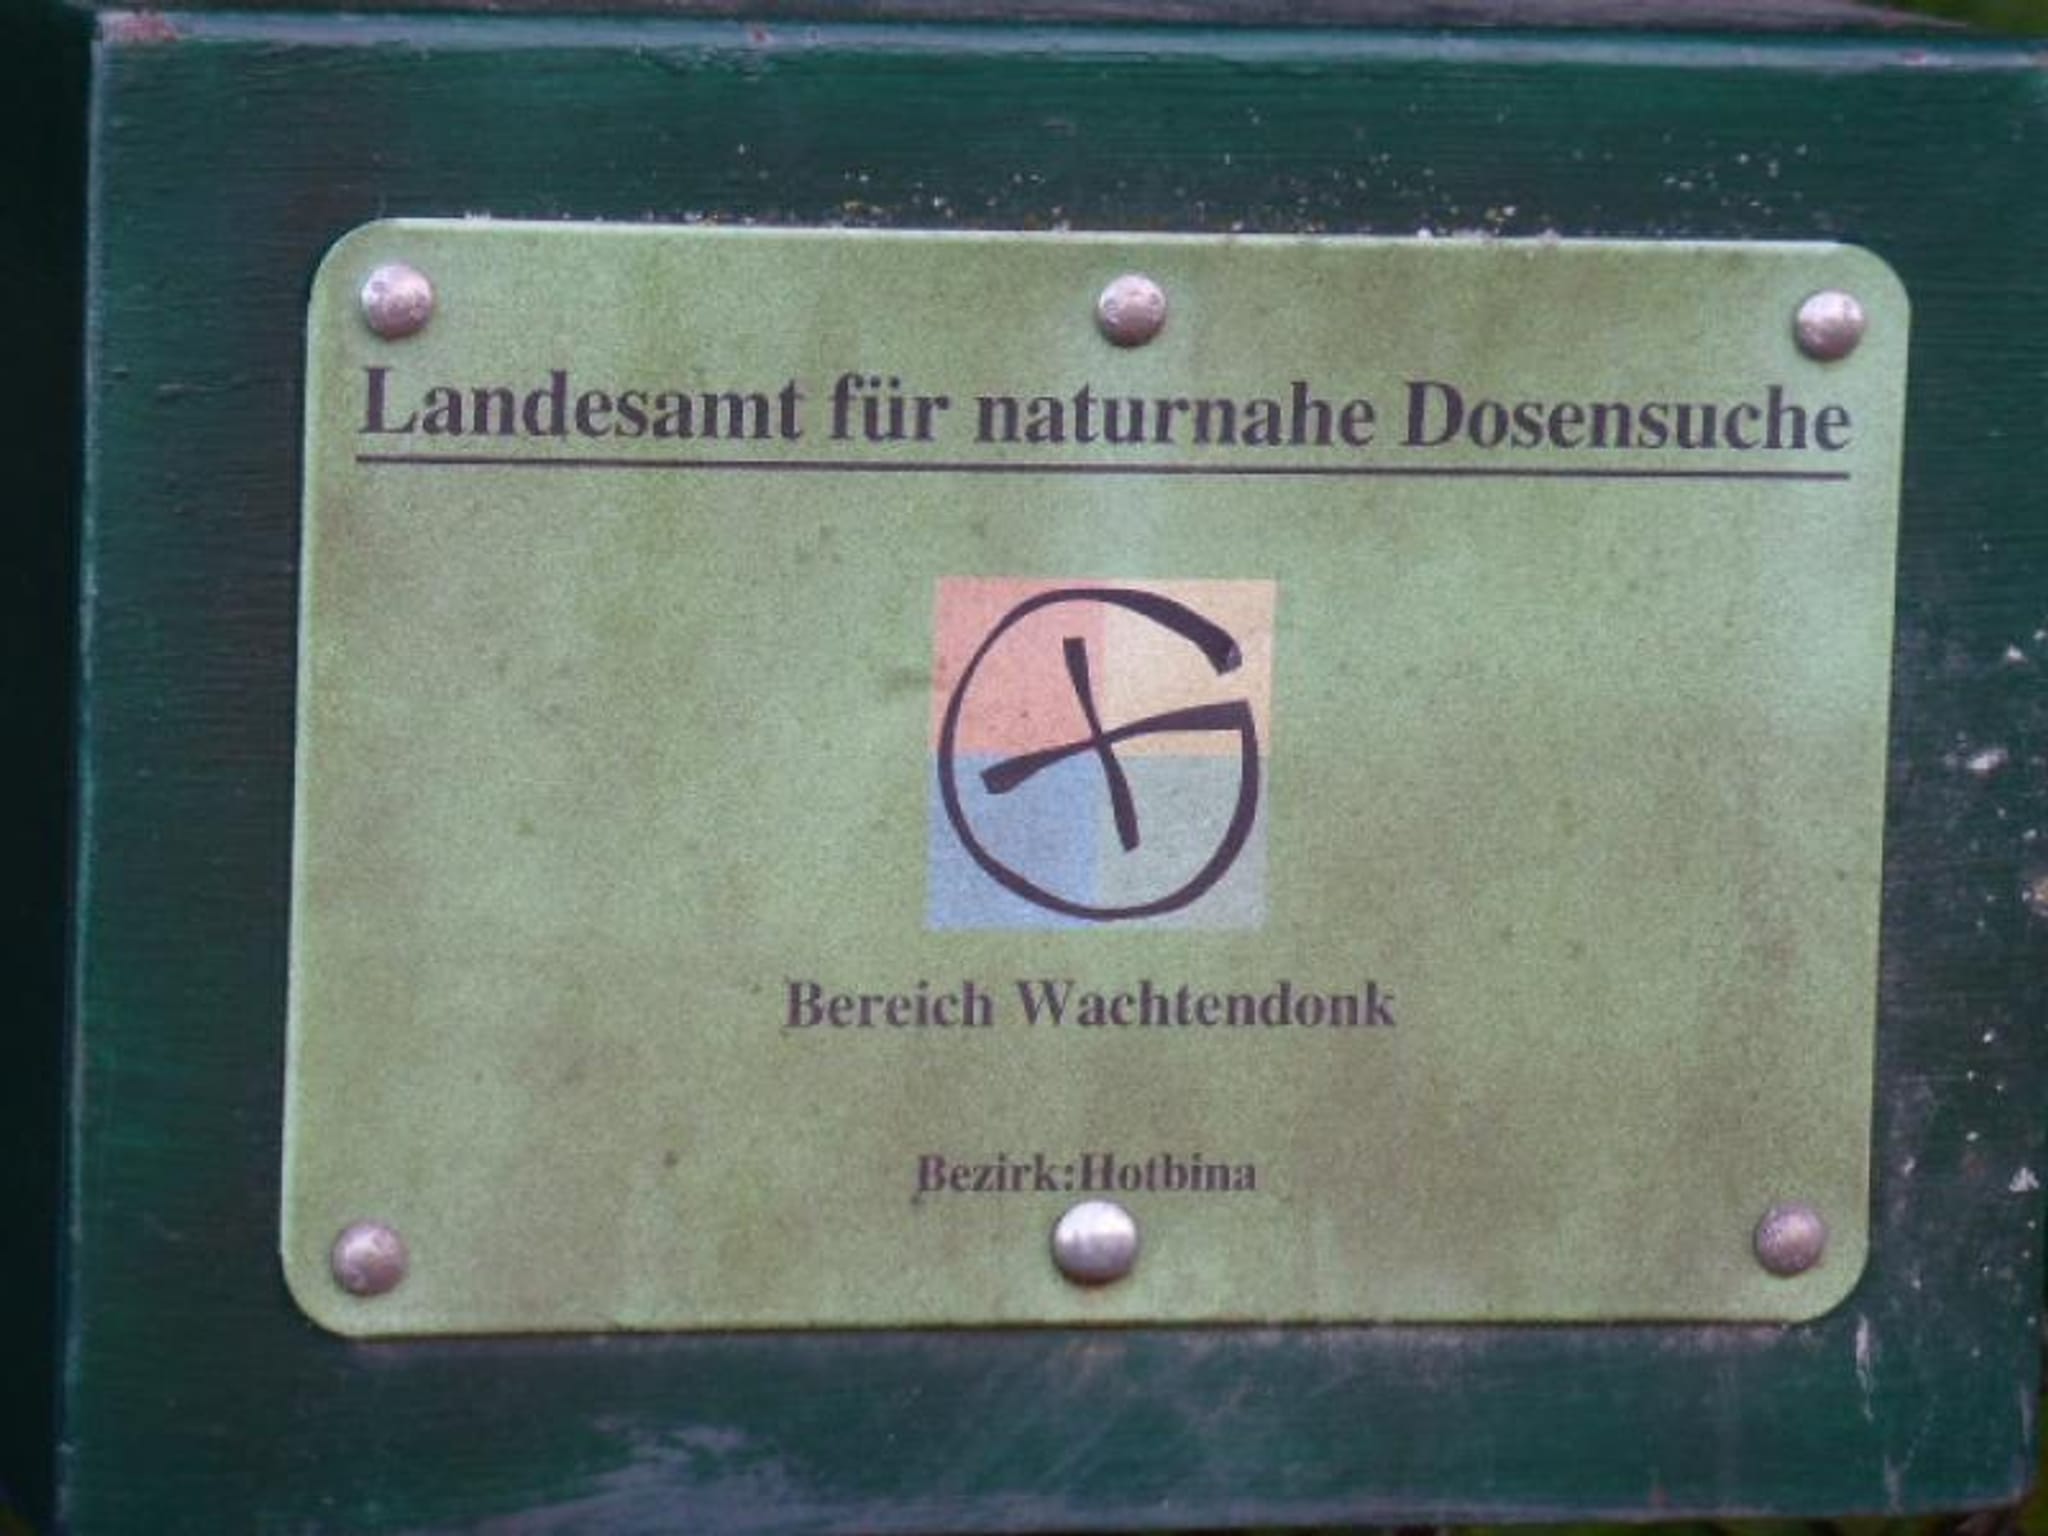 Landesamt für naturnahe Dosensuche
Bereich Wachtendonk
Bezirk:Hotbina